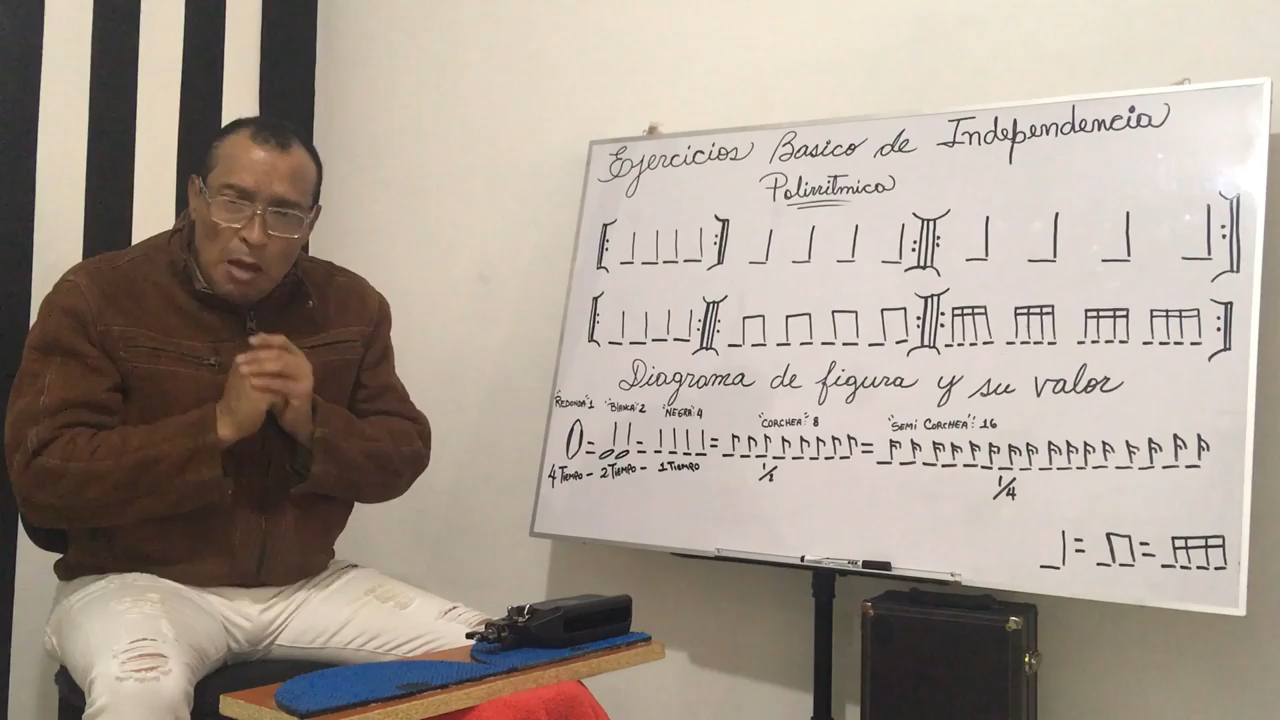 Ejercicios Basico de Independencia
Polirritmica
Diagrama de figura y su valor
"REDONDA" 1 "BLANCA" 2 "NEGRA" 4 "CORCHEA" 8 "SEMI CORCHEA" 16
= = = =
4 TIEMPO - 2 TIEMPO - 1 TIEMPO 1/2 1/4
= =